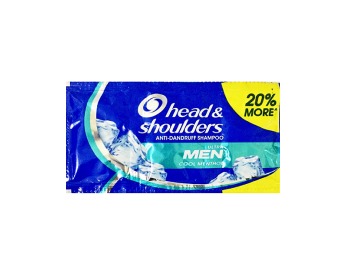 head &
shoulders
ANTI-DANDRUFF SHAMPOO
MEN
COOL MENTHOL
20%
MORE*